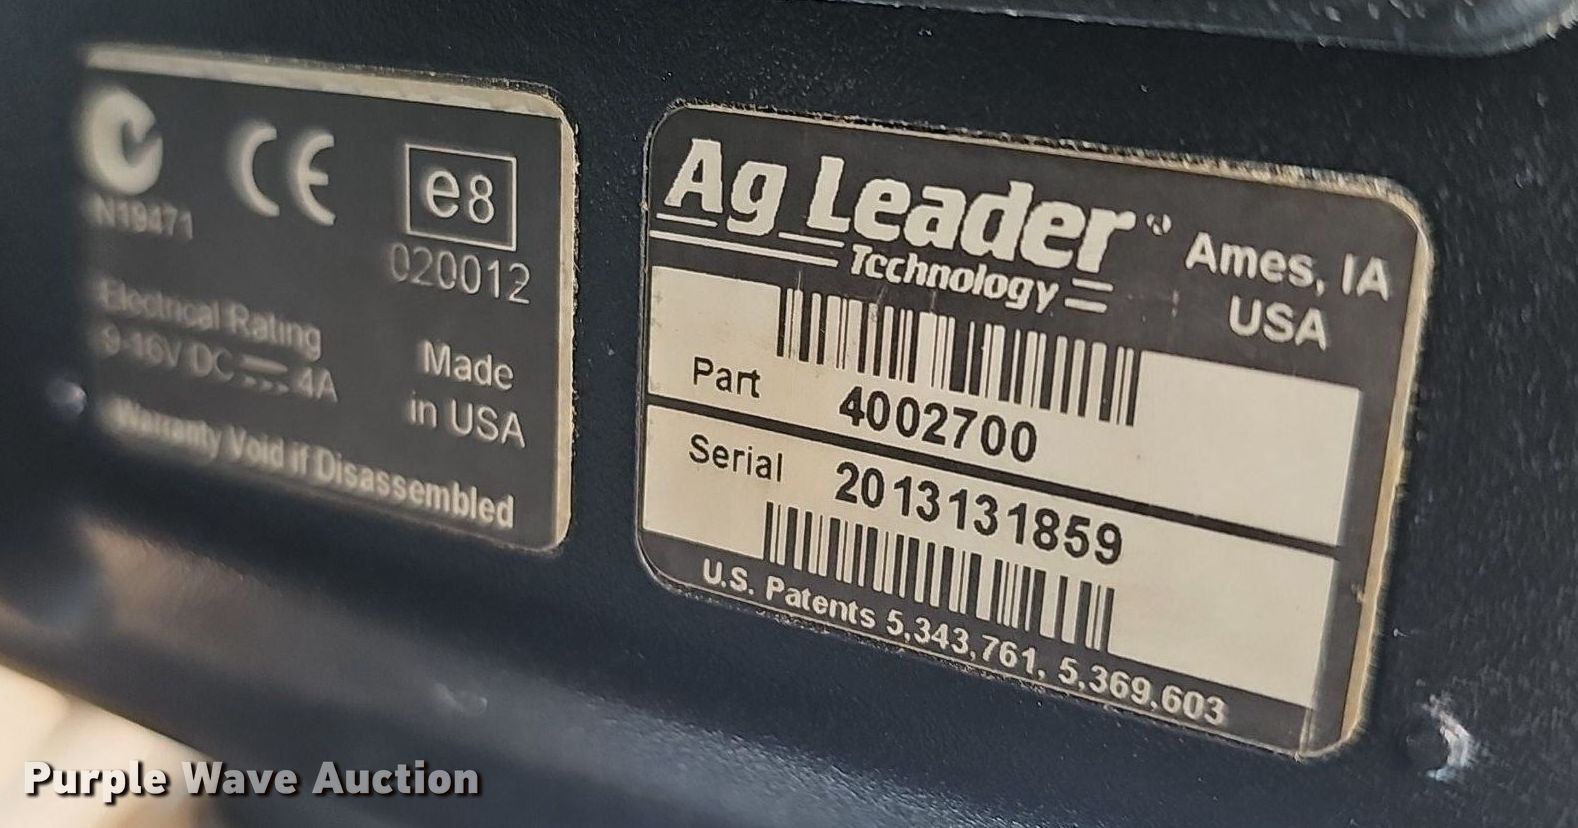 N19471
CE
e8
020012
Electrical Rating
9-16V DC 4A
Made
in USA
Warranty Void if Disassembled
Ag Leader
Technology
Ames, IA
USA
Part 4002700
Serial 2013131859
U.S. Patents 5,343,761, 5,369,603
Purple Wave Auction